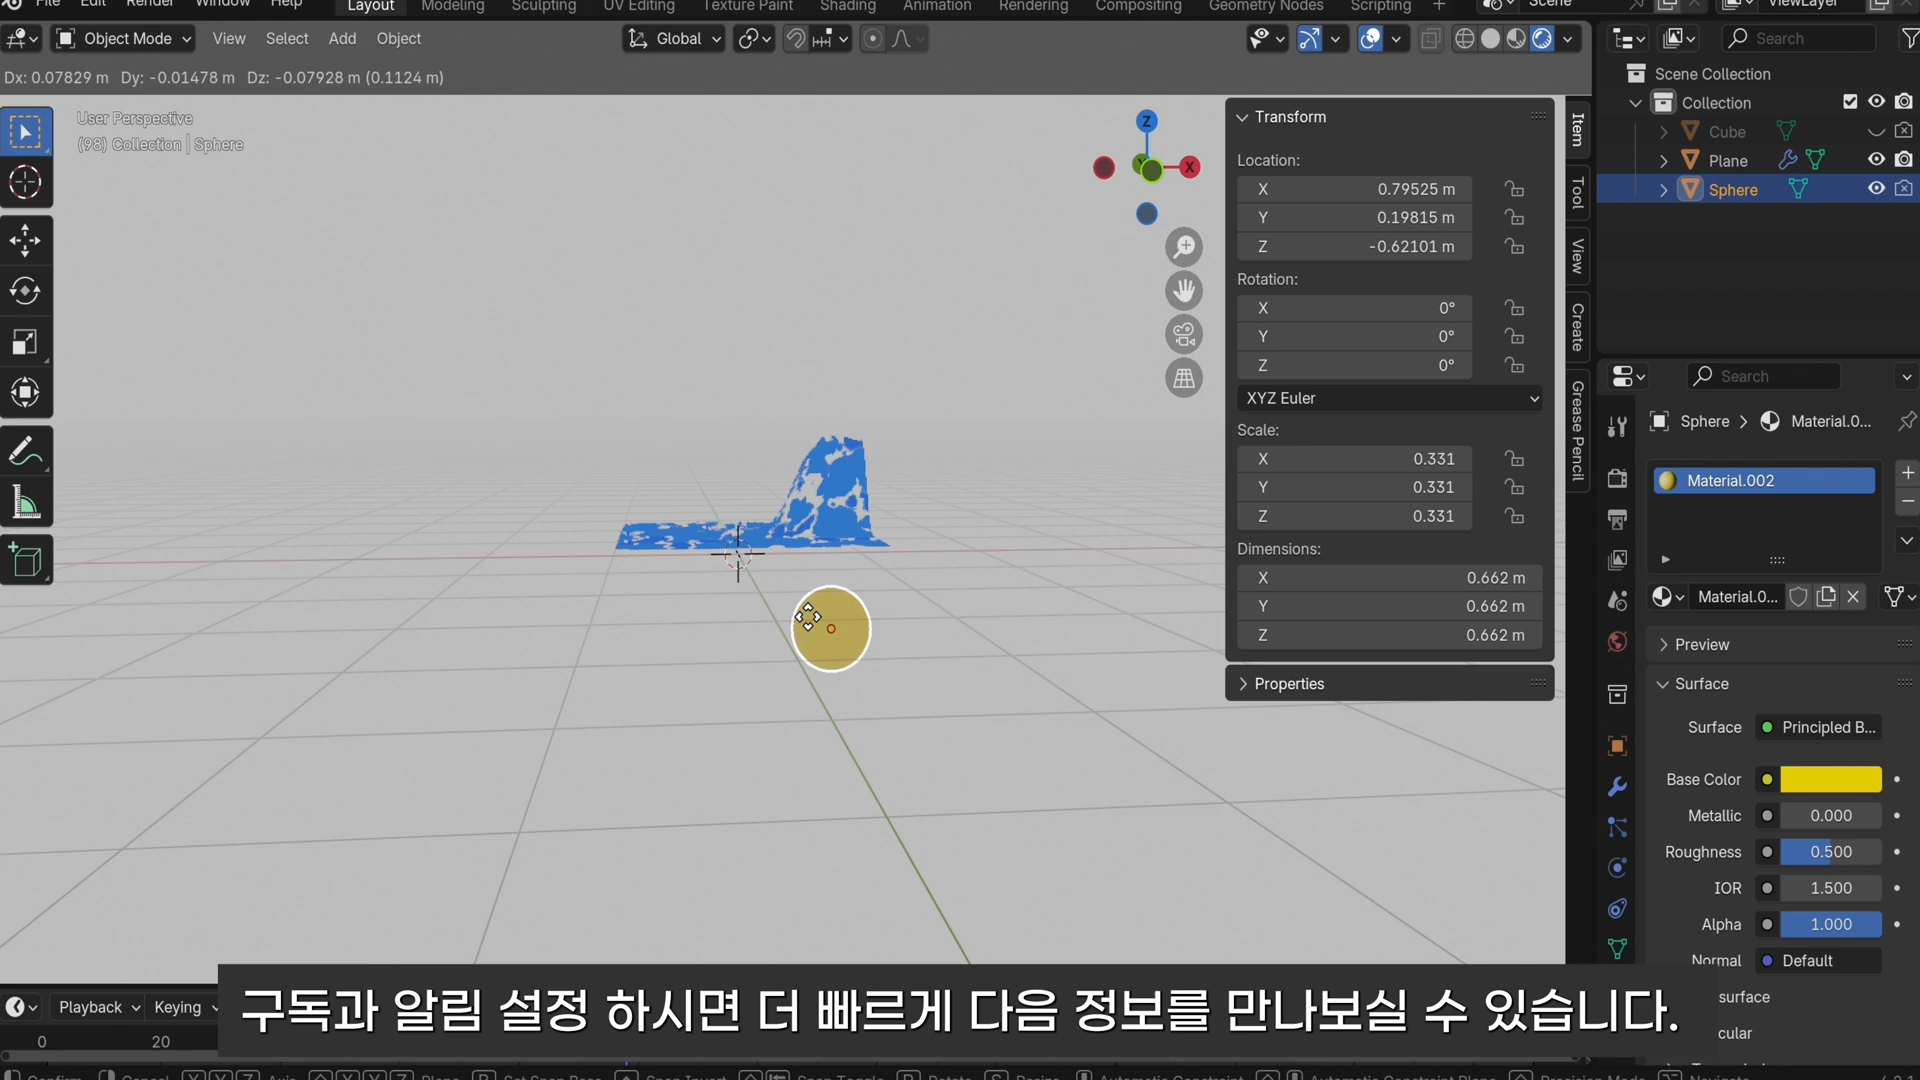 File Edit Render Window Help Layout Modeling Sculpting UV Editing Texture Paint Shading Animation Rendering Compositing Geometry Nodes Scripting + Scene ViewLayer
Object Mode View Select Add Object Global Search
Dx: 0.07829 m Dy: -0.01478 m Dz: -0.07928 m (0.1124 m)
User Perspective
(98) Collection | Sphere
Z
Y
X
Transform
Location:
X 0.79525 m
Y 0.19815 m
Z -0.62101 m
Rotation:
X 0°
Y 0°
Z 0°
XYZ Euler
Scale:
X 0.331
Y 0.331
Z 0.331
Dimensions:
X 0.662 m
Y 0.662 m
Z 0.662 m
Properties
Item
Tool
View
Create
Grease Pencil
Scene Collection
Collection
Cube
Plane
Sphere
Search
Sphere > Material.0...
Material.002
Material.0...
Preview
Surface
Surface Principled B...
Base Color
Metallic 0.000
Roughness 0.500
IOR 1.500
Alpha 1.000
Normal Default
surface
cular
Playback Keying
0 20
구독과 알림 설정 하시면 더 빠르게 다음 정보를 만나보실 수 있습니다.